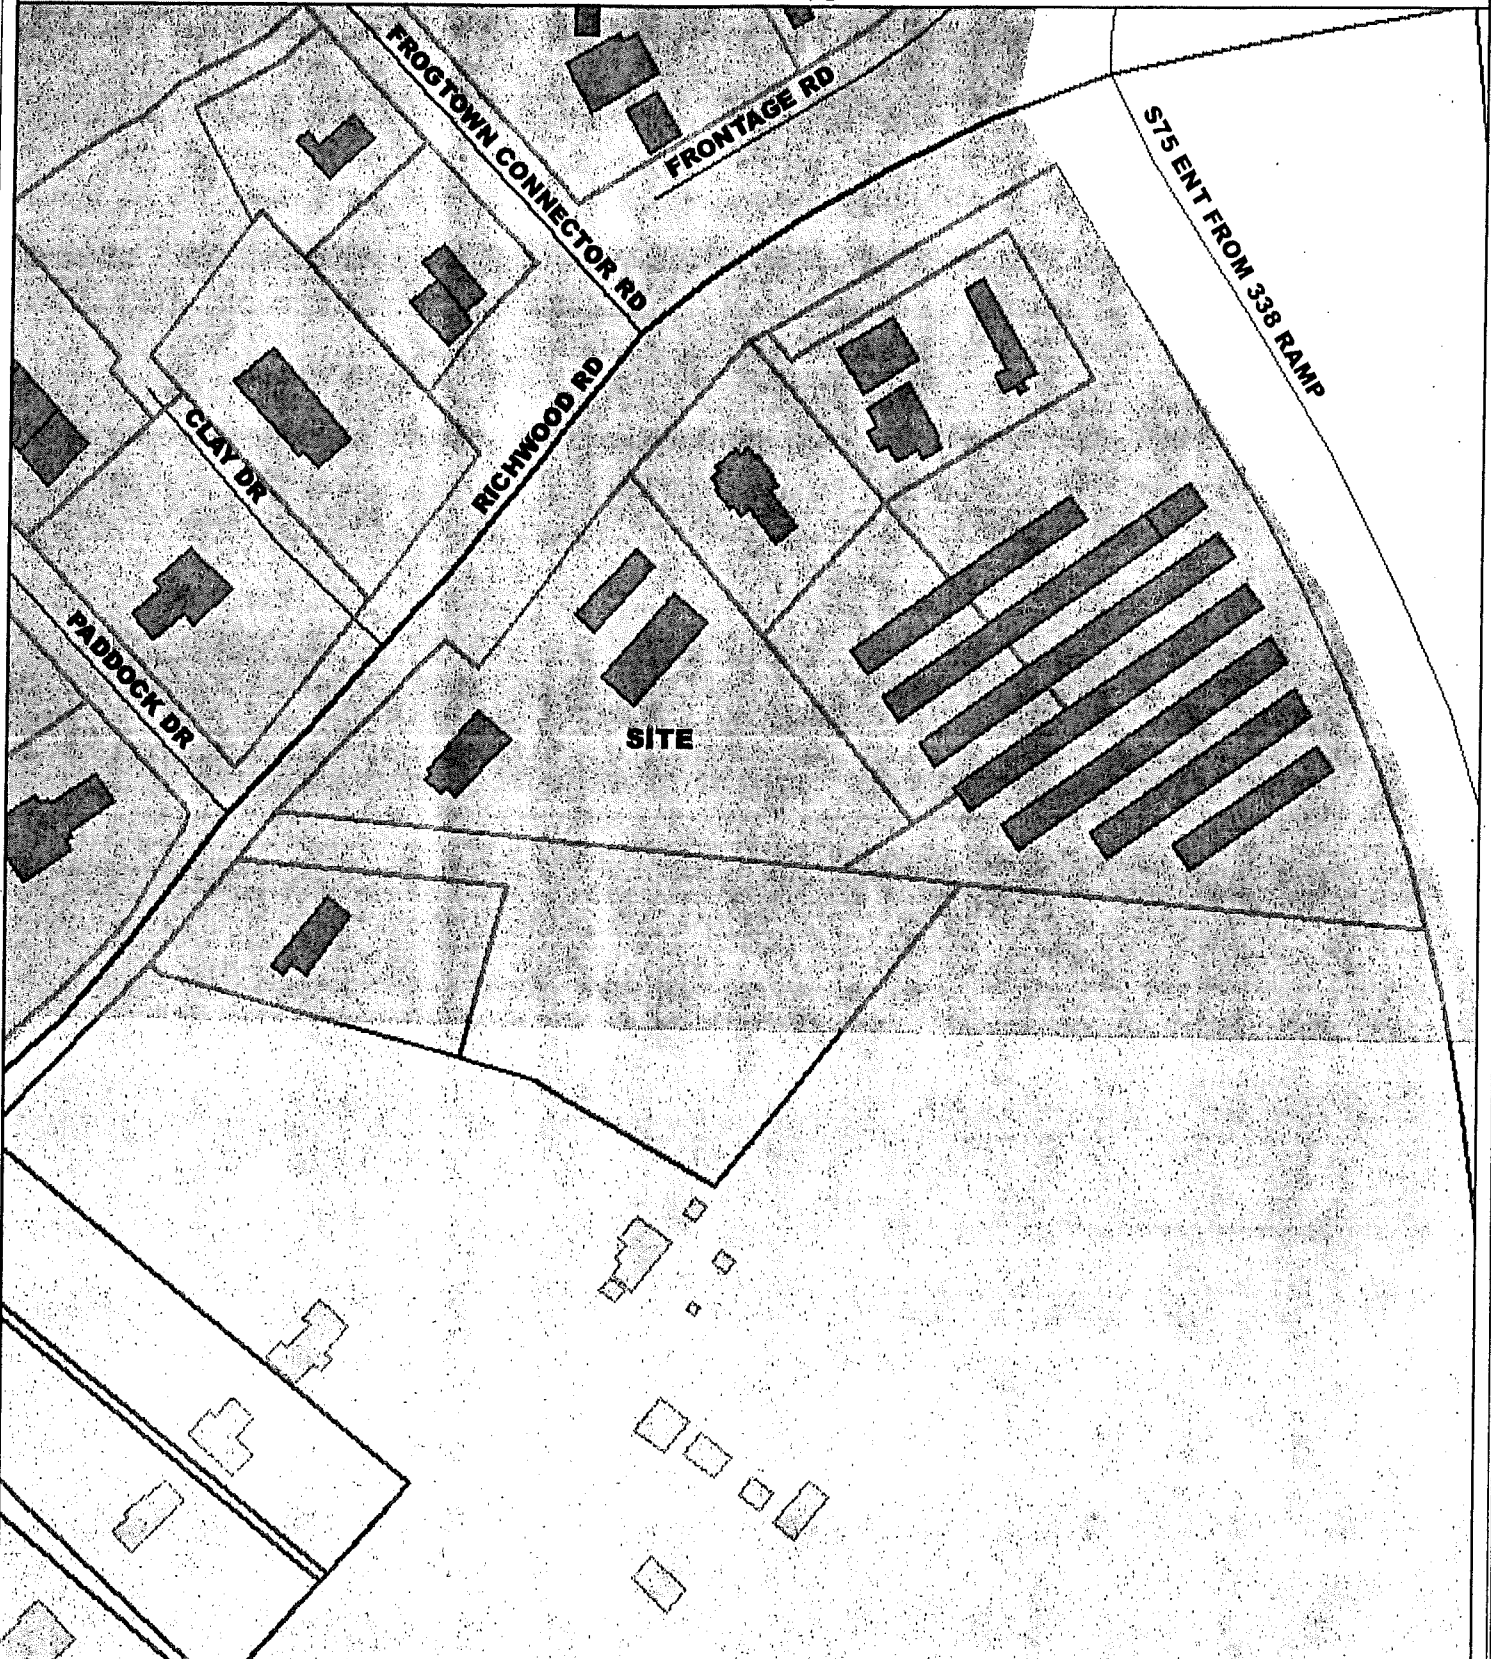 FROGTOWN CONNECTOR RD
FRONTAGE RD
S75 ENT FROM 338 RAMP
RICHWOOD RD
CLAY DR
PADDOCK DR
SITE